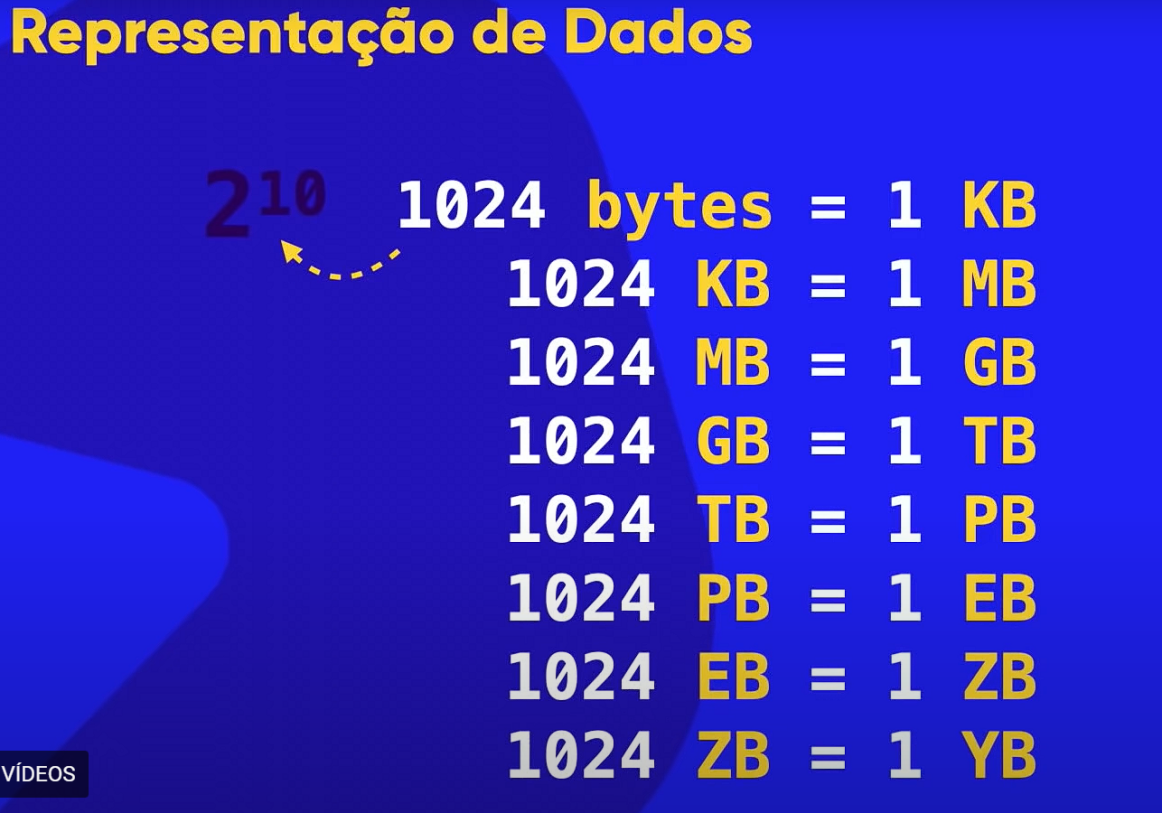 Representação de Dados
2¹⁰ 1024 bytes = 1 KB
1024 KB = 1 MB
1024 MB = 1 GB
1024 GB = 1 TB
1024 TB = 1 PB
1024 PB = 1 EB
1024 EB = 1 ZB
1024 ZB = 1 YB
VÍDEOS